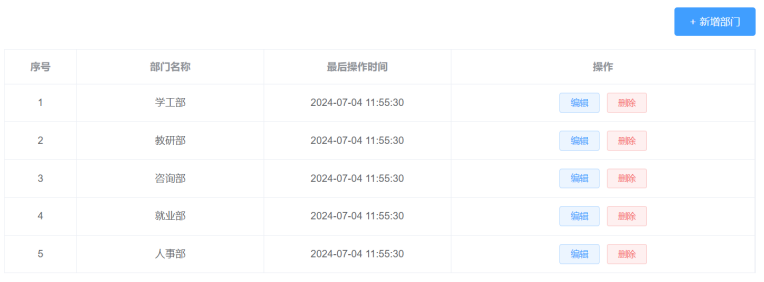 + 新增部门
序号 部门名称 最后操作时间 操作
1 学工部 2024-07-04 11:55:30 编辑 删除
2 教研部 2024-07-04 11:55:30 编辑 删除
3 咨询部 2024-07-04 11:55:30 编辑 删除
4 就业部 2024-07-04 11:55:30 编辑 删除
5 人事部 2024-07-04 11:55:30 编辑 删除